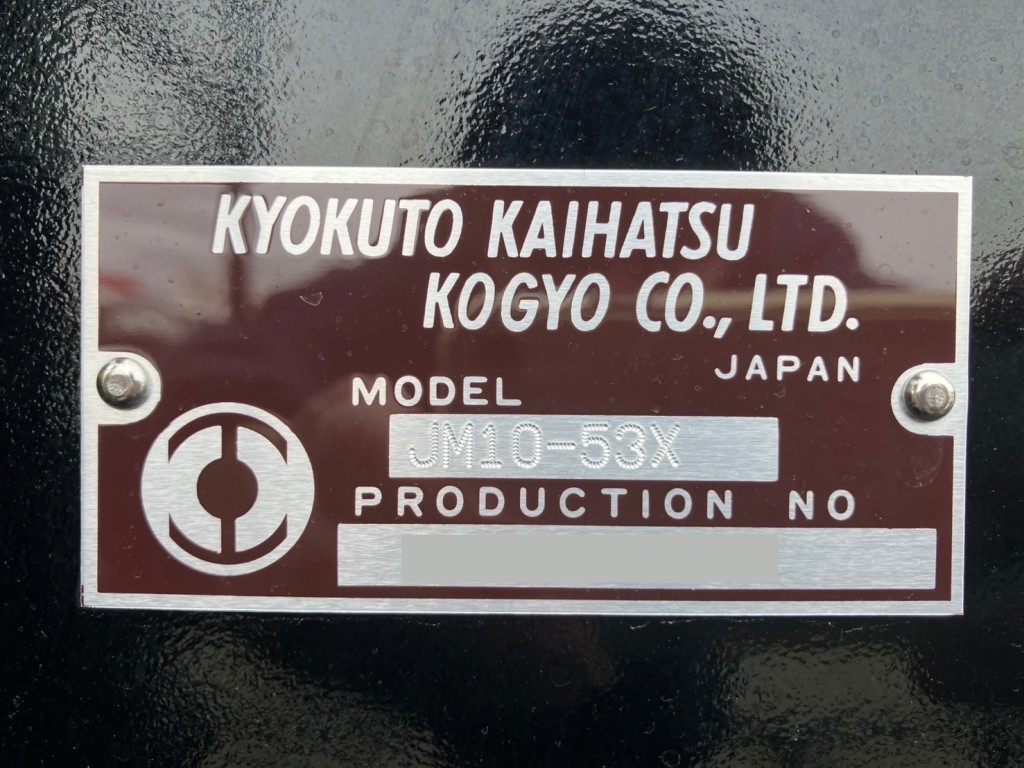 KYOKUTO KAIHATSU
KOGYO CO., LTD.
JAPAN
MODEL
JM10-53X
PRODUCTION NO